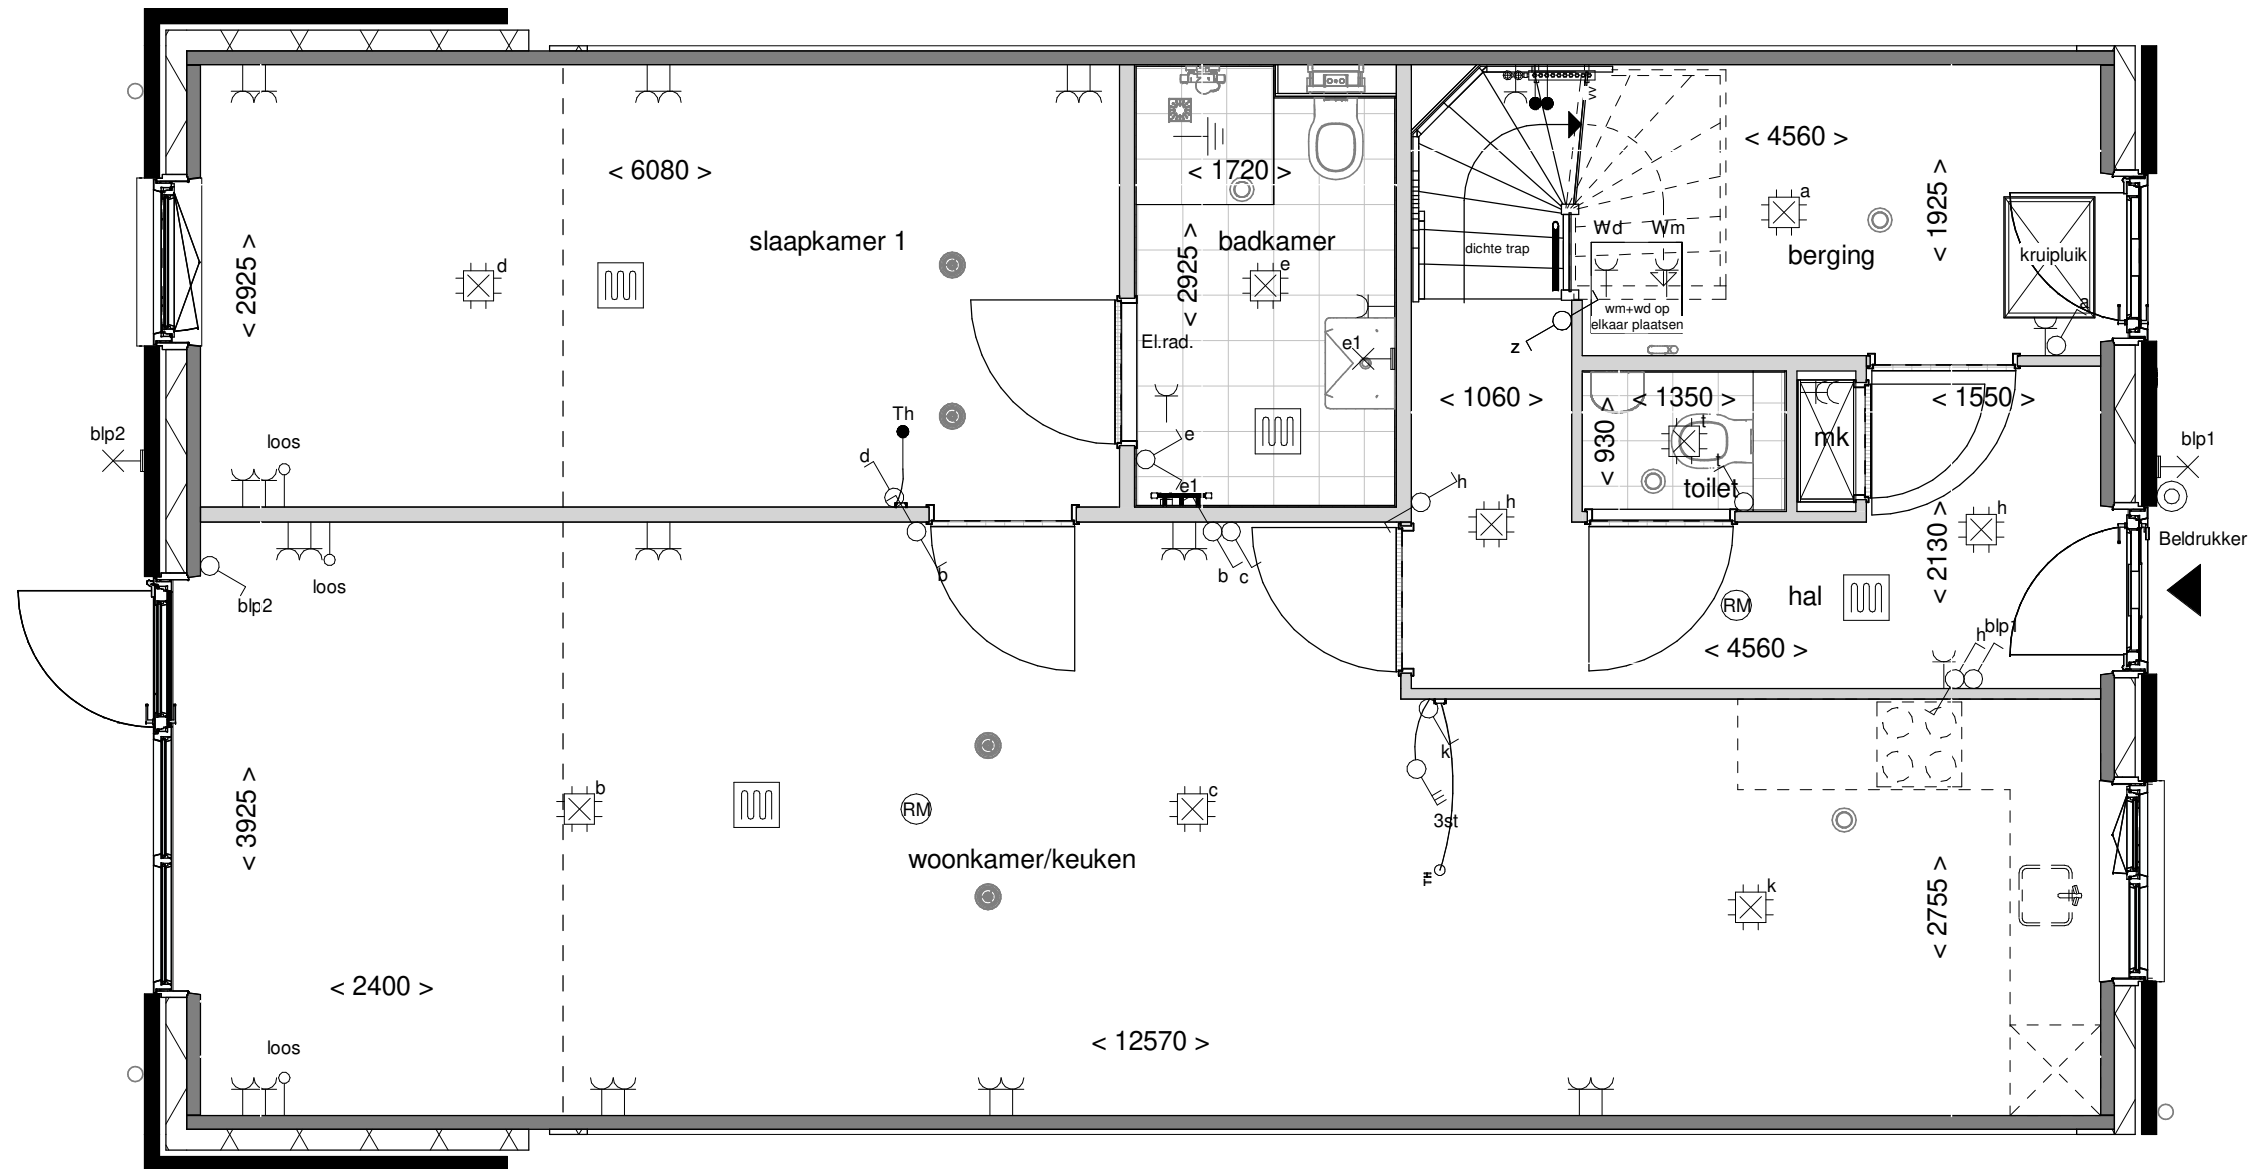 < 4560 >
< 6080 >
< 1720 >
a
< 1925 >
slaapkamer 1
badkamer
Wd
Wm
dichte trap
berging
kruipluik
a
d
e
< 2925 >
< 2925 >
wm+wd op
elkaar plaatsen
El.rad.
e1
z
< 1060 >
< 1350 >
< 1550 >
< 930 >
Th
blp2
loos
d
e
t
mk
blp1
t
e1
toilet
h
h
h
< 2130 >
Beldrukker
loos
blp2
b
b
c
RM
hal
h
blp1
< 4560 >
k
b
RM
c
3st
< 3925 >
woonkamer/keuken
TH
k
< 2755 >
< 2400 >
< 12570 >
loos